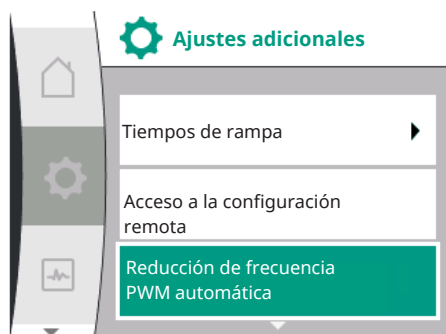 Ajustes adicionales
Tiempos de rampa
Acceso a la configuración
remota
Reducción de frecuencia
PWM automática